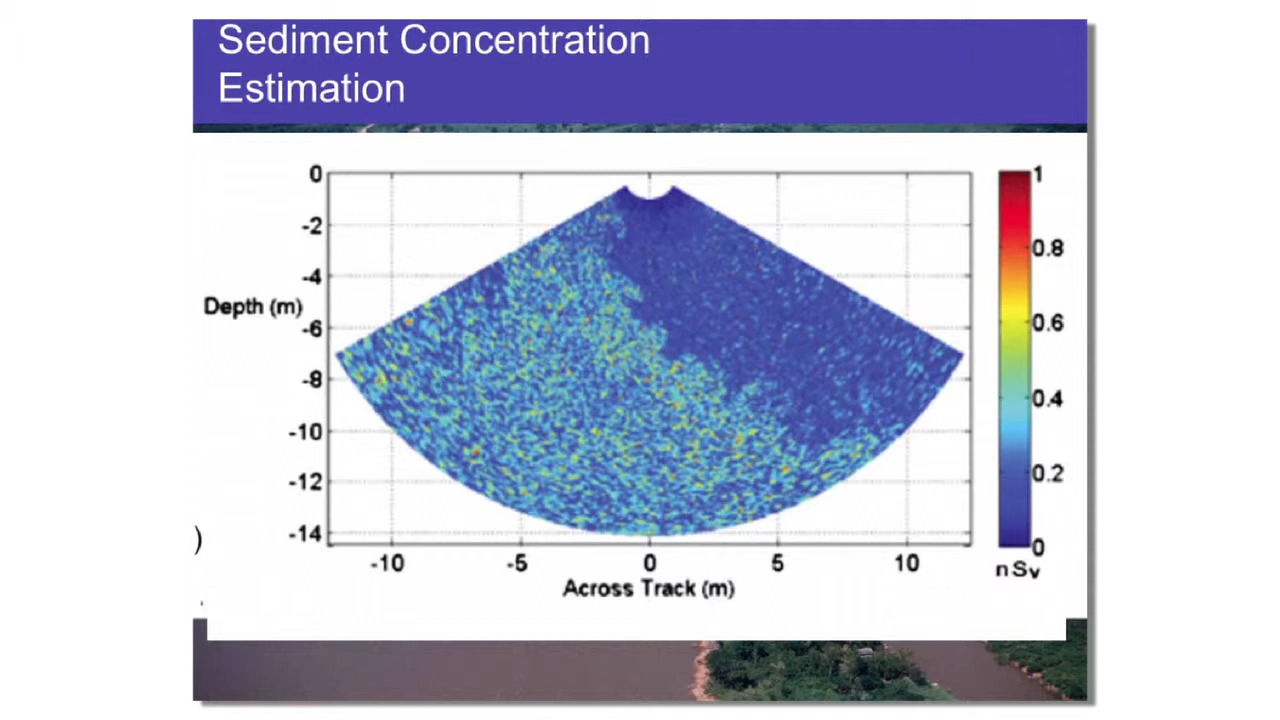 Sediment Concentration
Estimation
0
-2
-4
Depth (m)
-6
-8
-10
-12
-14
-10 -5 0 5 10
Across Track (m)
1
0.8
0.6
0.4
0.2
0
nSv
)